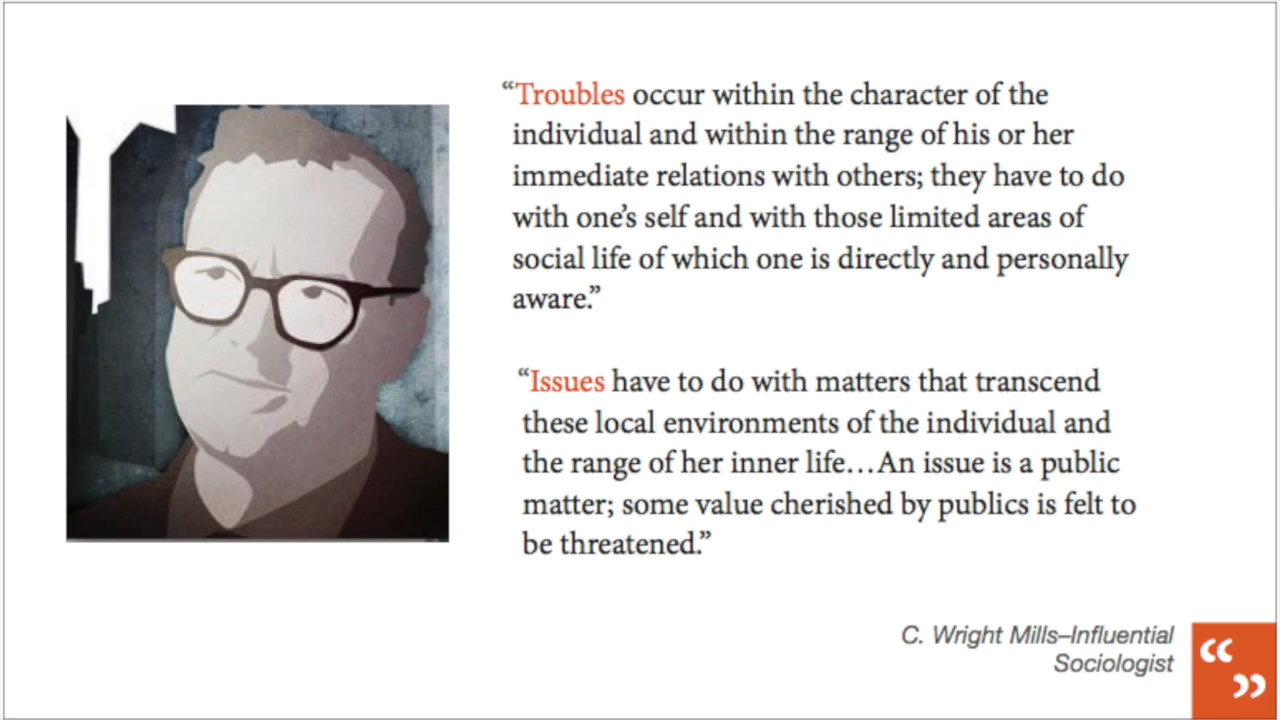 “Troubles occur within the character of the
individual and within the range of his or her
immediate relations with others; they have to do
with one’s self and with those limited areas of
social life of which one is directly and personally
aware.”
“Issues have to do with matters that transcend
these local environments of the individual and
the range of her inner life…An issue is a public
matter; some value cherished by publics is felt to
be threatened.”
C. Wright Mills–Influential
Sociologist
“
”